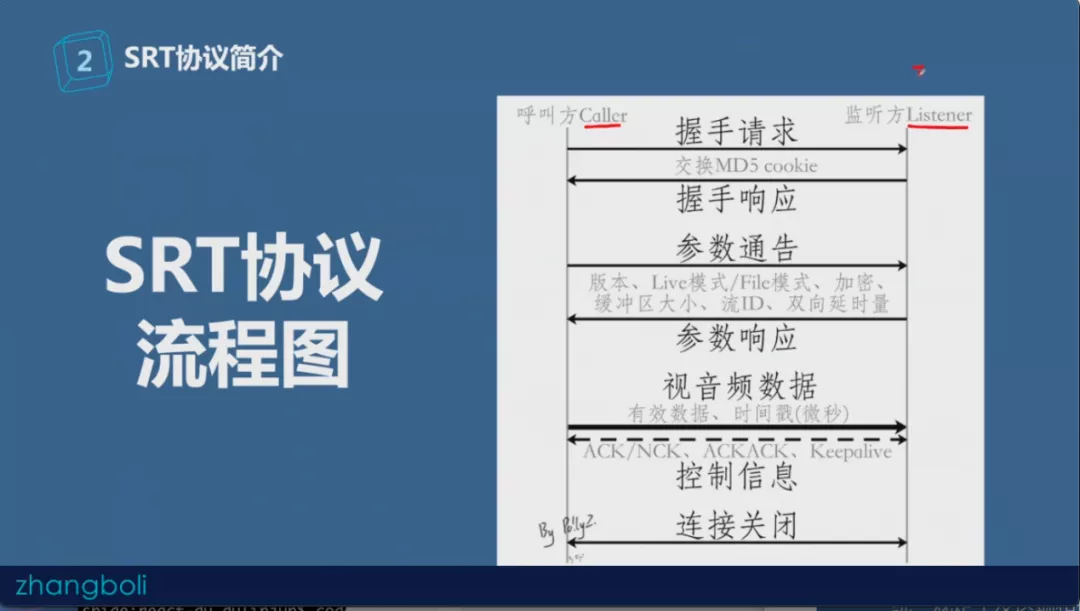 2
SRT协议简介
SRT协议
流程图
呼叫方Caller
监听方Listener
握手请求
交换MD5 cookie
握手响应
参数通告
版本、Live模式/File模式、加密、
缓冲区大小、流ID、双向延时量
参数响应
视音频数据
有效数据、时间戳(微秒)
ACK/NCK、ACKACK、Keepalive
控制信息
连接关闭
By
zhangboli